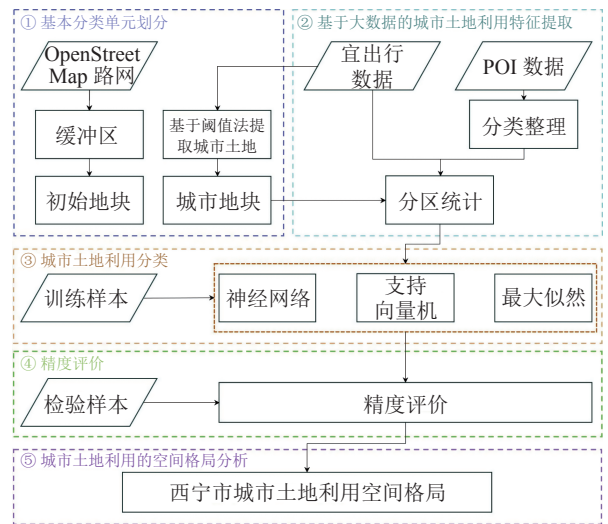 ① 基本分类单元划分
② 基于大数据的城市土地利用特征提取
OpenStreet
Map 路网
宜出行
数据
POI 数据
缓冲区
基于阈值法提
取城市土地
分类整理
初始地块
城市地块
分区统计
③ 城市土地利用分类
训练样本
神经网络
支持
向量机
最大似然
④ 精度评价
检验样本
精度评价
⑤ 城市土地利用的空间格局分析
西宁市城市土地利用空间格局